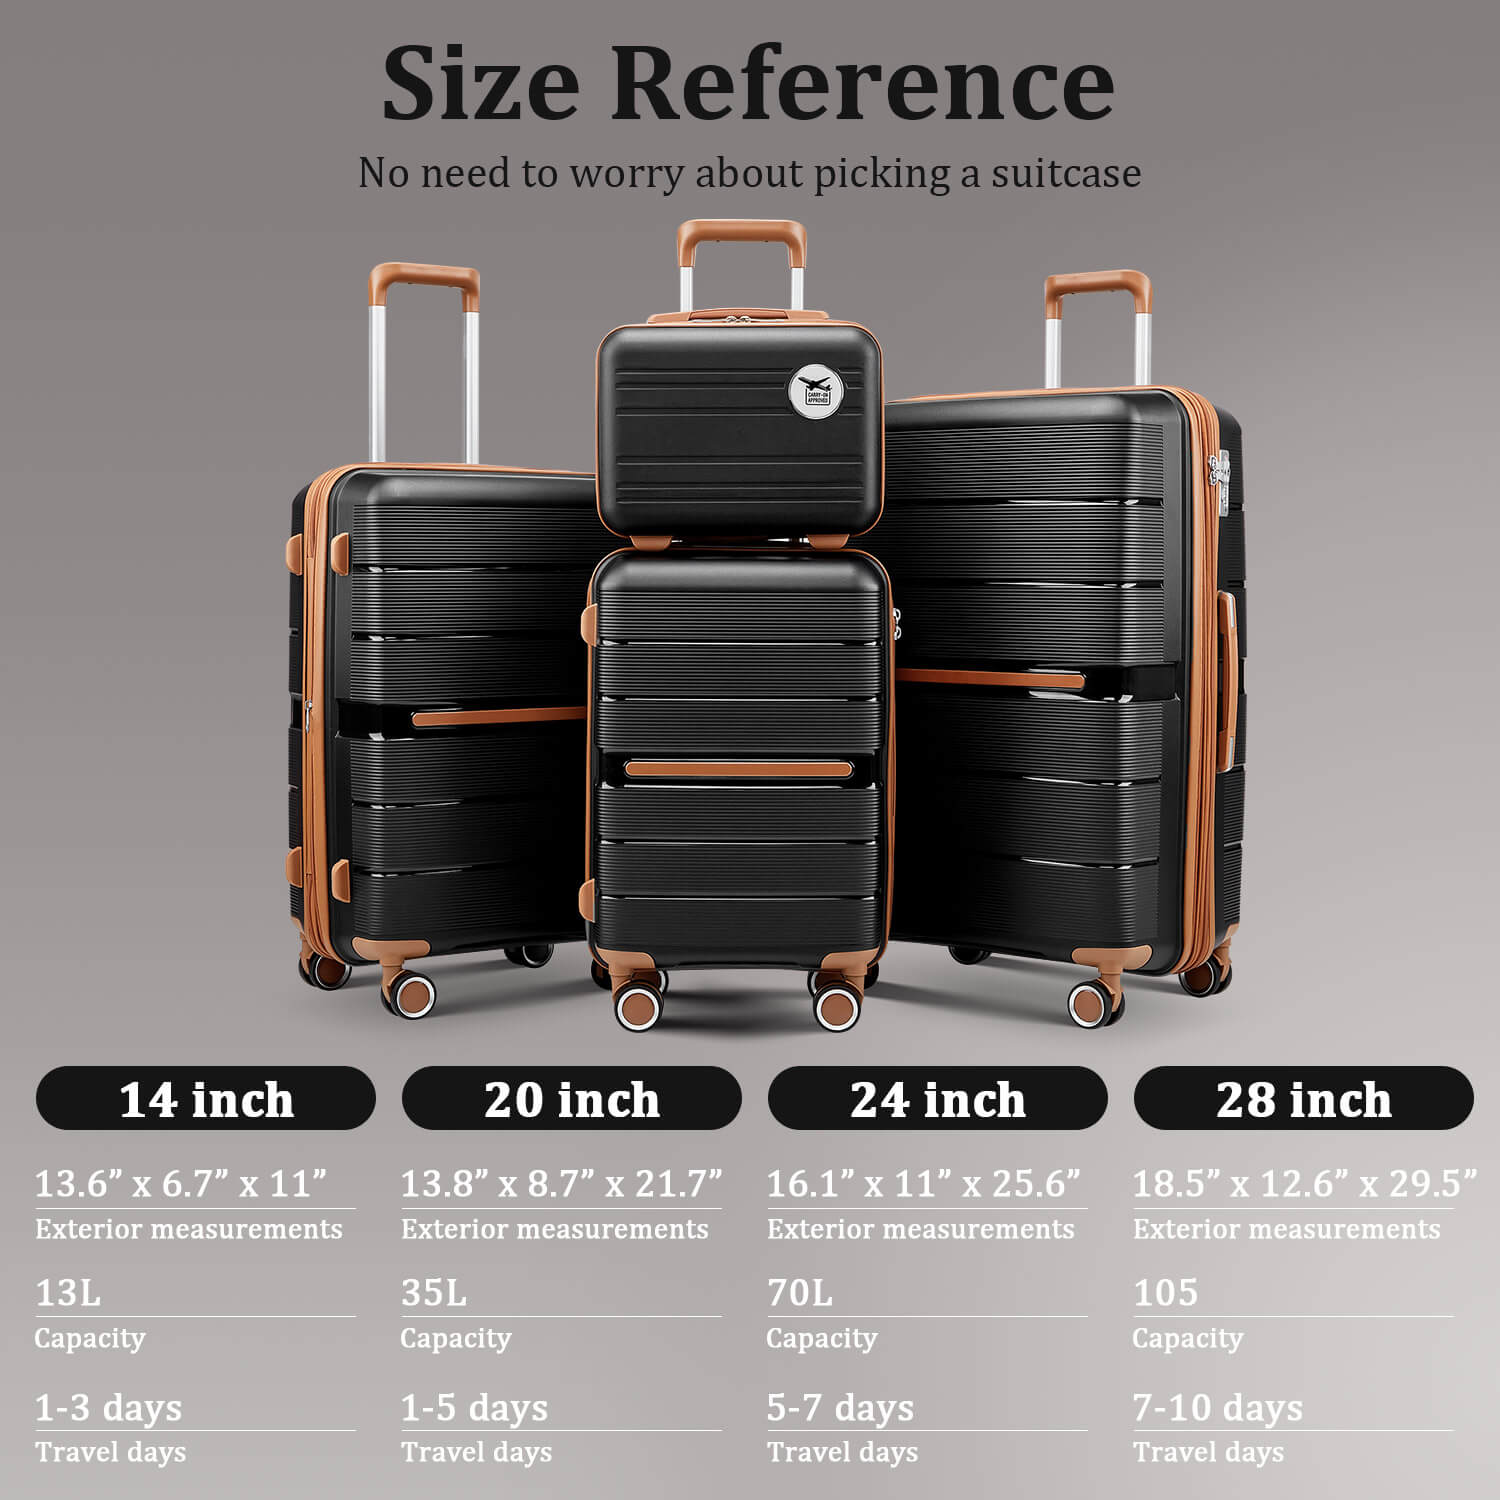 Size Reference
No need to worry about picking a suitcase
CARRY-ON
APPROVED
14 inch
20 inch
24 inch
28 inch
13.6” x 6.7” x 11”
13.8” x 8.7” x 21.7”
16.1” x 11” x 25.6”
18.5” x 12.6” x 29.5”
Exterior measurements
Exterior measurements
Exterior measurements
Exterior measurements
13L
35L
70L
105
Capacity
Capacity
Capacity
Capacity
1-3 days
1-5 days
5-7 days
7-10 days
Travel days
Travel days
Travel days
Travel days